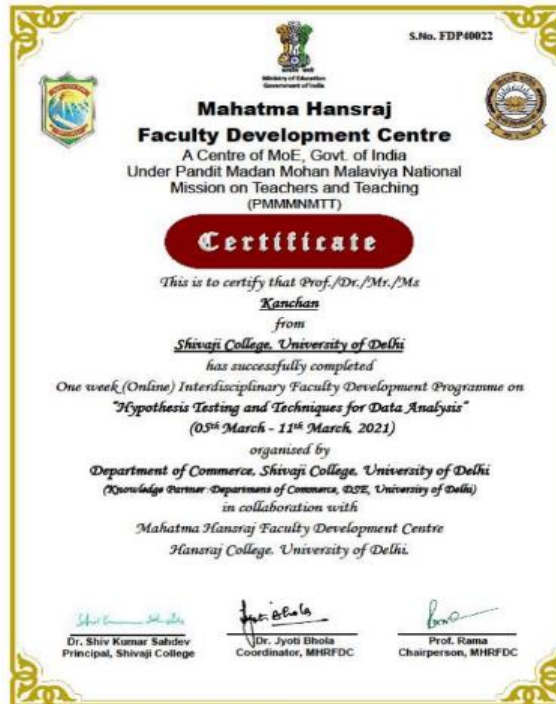 S.No. FDP40022
Ministry of Education
Government of India
Mahatma Hansraj
Faculty Development Centre
A Centre of MoE, Govt. of India
Under Pandit Madan Mohan Malaviya National
Mission on Teachers and Teaching
(PMMMNMTT)
Certificate
This is to certify that Prof./Dr./Mr./Ms
Kanchan
from
Shivaji College, University of Delhi
has successfully completed
One week (Online) Interdisciplinary Faculty Development Programme on
"Hypothesis Testing and Techniques for Data Analysis"
(05th March - 11th March, 2021)
organised by
Department of Commerce, Shivaji College, University of Delhi
(Knowledge Partner: Department of Commerce, DSE, University of Delhi)
in collaboration with
Mahatma Hansraj Faculty Development Centre
Hansraj College. University of Delhi.
Jyoti Bhola
Dr. Shiv Kumar Sahdev
Principal, Shivaji College
Dr. Jyoti Bhola
Coordinator, MHRFDC
Prof. Rama
Chairperson, MHRFDC